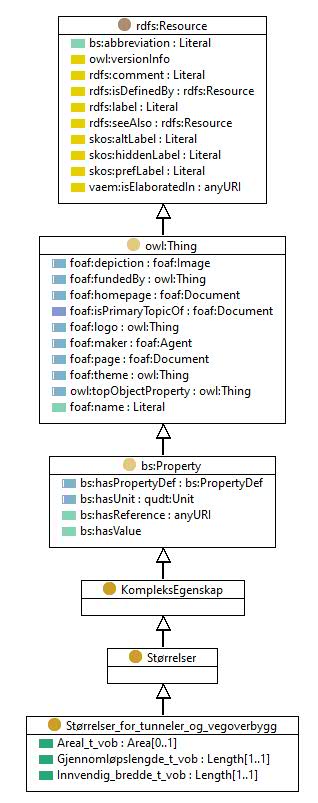 rdfs:Resource
bs:abbreviation : Literal
owl:versionInfo
rdfs:comment : Literal
rdfs:isDefinedBy : rdfs:Resource
rdfs:label : Literal
rdfs:seeAlso : rdfs:Resource
skos:altLabel : Literal
skos:hiddenLabel : Literal
skos:prefLabel : Literal
vaem:isElaboratedIn : anyURI
owl:Thing
foaf:depiction : foaf:Image
foaf:fundedBy : owl:Thing
foaf:homepage : foaf:Document
foaf:isPrimaryTopicOf : foaf:Document
foaf:logo : owl:Thing
foaf:maker : foaf:Agent
foaf:page : foaf:Document
foaf:theme : owl:Thing
owl:topObjectProperty : owl:Thing
foaf:name : Literal
bs:Property
bs:hasPropertyDef : bs:PropertyDef
bs:hasUnit : qudt:Unit
bs:hasReference : anyURI
bs:hasValue
KompleksEgenskap
Størrelser
Størrelser_for_tunneler_og_vegoverbygg
Areal_t_vob : Area[0..1]
Gjennomløpslengde_t_vob : Length[1..1]
Innvendig_bredde_t_vob : Length[1..1]